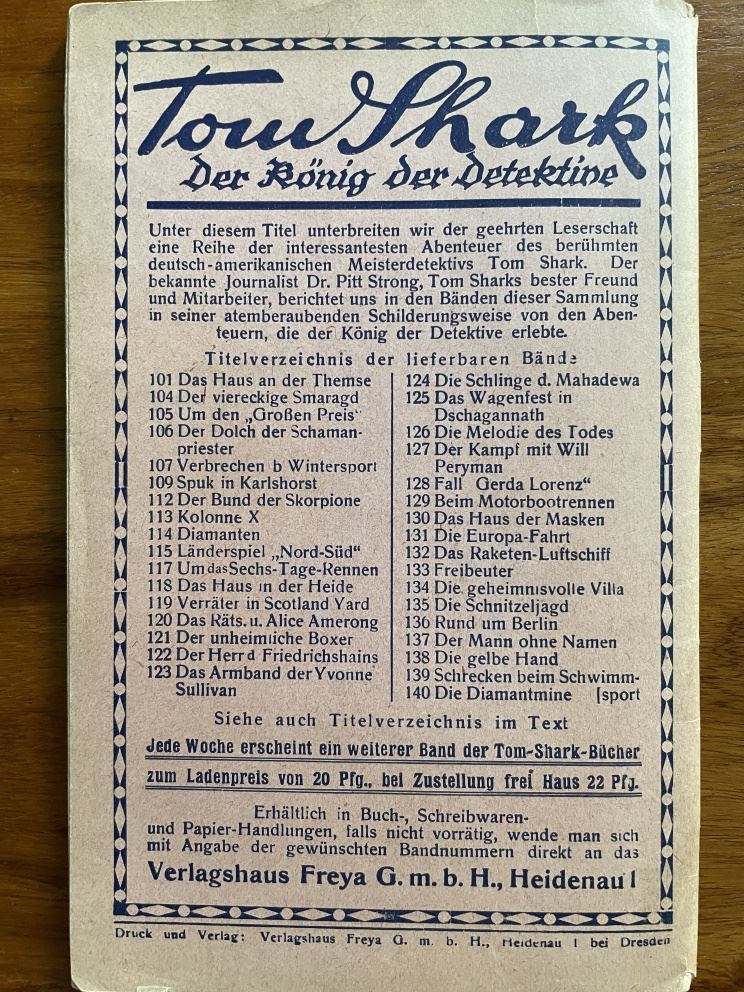 Tom Shark
Der König der Detektive
Unter diesem Titel unterbreiten wir der geehrten Leserschaft
eine Reihe der interessantesten Abenteuer des berühmten
deutsch-amerikanischen Meisterdetektivs Tom Shark. Der
bekannte Journalist Dr. Pitt Strong, Tom Sharks bester Freund
und Mitarbeiter, berichtet uns in den Bänden dieser Sammlung
in seiner atemberaubenden Schilderungsweise von den Aben-
teuern, die der König der Detektive erlebte.
Titelverzeichnis der lieferbaren Bände
101 Das Haus an der Themse
104 Der viereckige Smaragd
105 Um den „Großen Preis"
106 Der Dolch der Schaman-
priester
107 Verbrechen b Wintersport
109 Spuk in Karlshorst
112 Der Bund der Skorpione
113 Kolonne X
114 Diamanten
115 Länderspiel „Nord-Süd“
117 Um das Sechs-Tage-Rennen
118 Das Haus in der Heide
119 Verräter in Scotland Yard
120 Das Räts. u. Alice Amerong
121 Der unheimliche Boxer
122 Der Herr d Friedrichshains
123 Das Armband der Yvonne
Sullivan
124 Die Schlinge d. Mahadewa
125 Das Wagenfest in
Dschagannath
126 Die Melodie des Todes
127 Der Kampf mit Will
Peryman
128 Fall Gerda Lorenz“
129 Beim Motorbootrennen
130 Das Haus der Masken
131 Die Europa-Fahrt
132 Das Raketen-Luftschiff
133 Freibeuter
134 Die geheimnisvolle Villa
135 Die Schnitzeljagd
136 Rund um Berlin
137 Der Mann ohne Namen
138 Die gelbe Hand
139 Schrecken beim Schwimm-
140 Die Diamantmine [sport
Siehe auch Titelverzeichnis im Text
Jede Woche erscheint ein weiterer Band der Tom-Shark-Bücher
zum Ladenpreis von 20 Pfg., bei Zustellung frei Haus 22 Pfg.
Erhältlich in Buch-, Schreibwaren-
und Papier-Handlungen, falls nicht vorrätig, wende man sich
mit Angabe der gewünschten Bandnummern direkt an das
Verlagshaus Freya G. m. b. H., Heidenau I
Druck und Verlag: Verlagshaus Freya G. m. b. H., Heidenau I bei Dresden